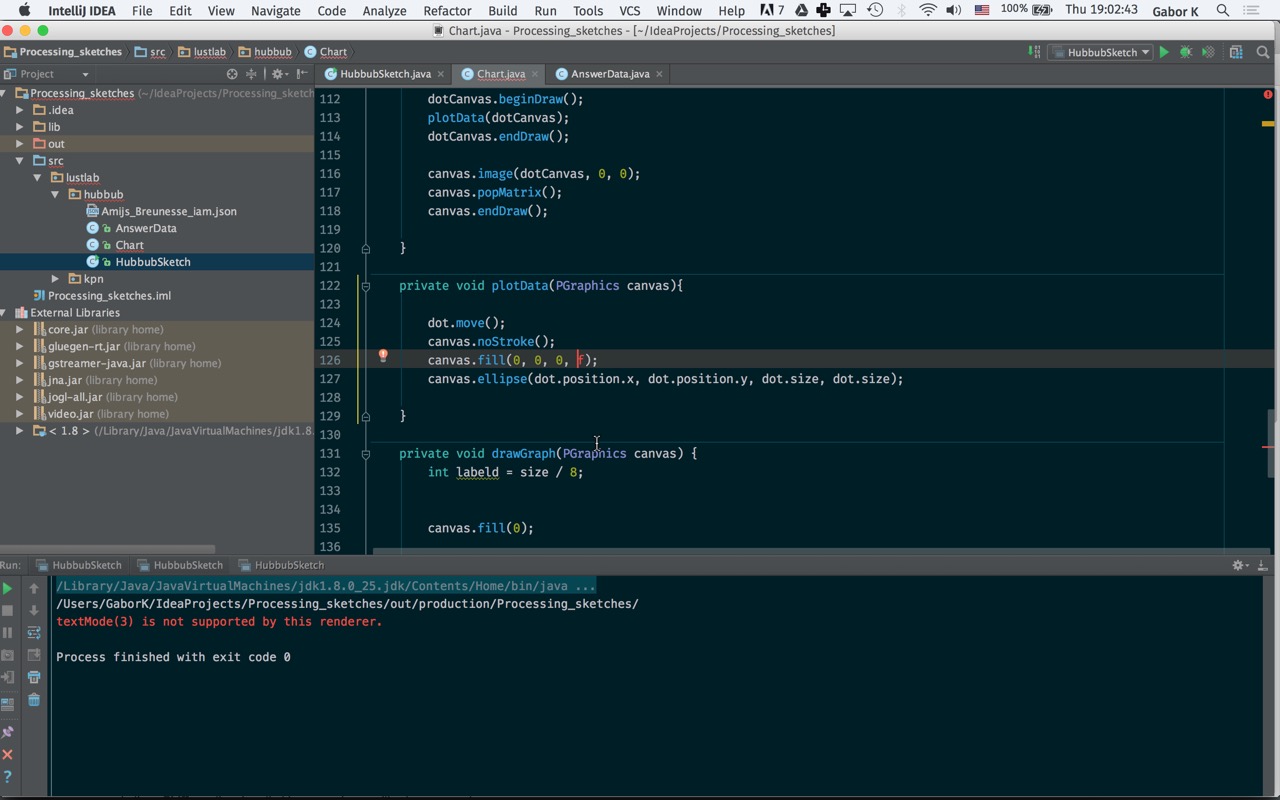 IntelliJ IDEA File Edit View Navigate Code Analyze Refactor Build Run Tools VCS Window Help 7 100% Thu 19:02:43 Gabor K
Chart.java - Processing_sketches - [~/IdeaProjects/Processing_sketches]
Processing_sketches src lustlab hubbub Chart HubbubSketch
Project HubbubSketch.java Chart.java AnswerData.java
Processing_sketches (~/IdeaProjects/Processing_sketch
.idea
lib
out
src
lustlab
hubbub
Amijs_Breunesse_iam.json
AnswerData
Chart
HubbubSketch
kpn
Processing_sketches.iml
External Libraries
core.jar (library home)
gluegen-rt.jar (library home)
gstreamer-java.jar (library home)
jna.jar (library home)
jogl-all.jar (library home)
video.jar (library home)
< 1.8 > (/Library/Java/JavaVirtualMachines/jdk1.8.
112 dotCanvas.beginDraw();
113 plotData(dotCanvas);
114 dotCanvas.endDraw();
115
116 canvas.image(dotCanvas, 0, 0);
117 canvas.popMatrix();
118 canvas.endDraw();
119
120 }
121
122 private void plotData(PGraphics canvas){
123
124 dot.move();
125 canvas.noStroke();
126 canvas.fill(0, 0, 0, f);
127 canvas.ellipse(dot.position.x, dot.position.y, dot.size, dot.size);
128
129 }
130
131 private void drawGraph(PGraphics canvas) {
132 int labeld = size / 8;
133
134
135 canvas.fill(0);
136
Run: HubbubSketch HubbubSketch HubbubSketch
/Library/Java/JavaVirtualMachines/jdk1.8.0_25.jdk/Contents/Home/bin/java ...
/Users/GaborK/IdeaProjects/Processing_sketches/out/production/Processing_sketches/
textMode(3) is not supported by this renderer.
Process finished with exit code 0